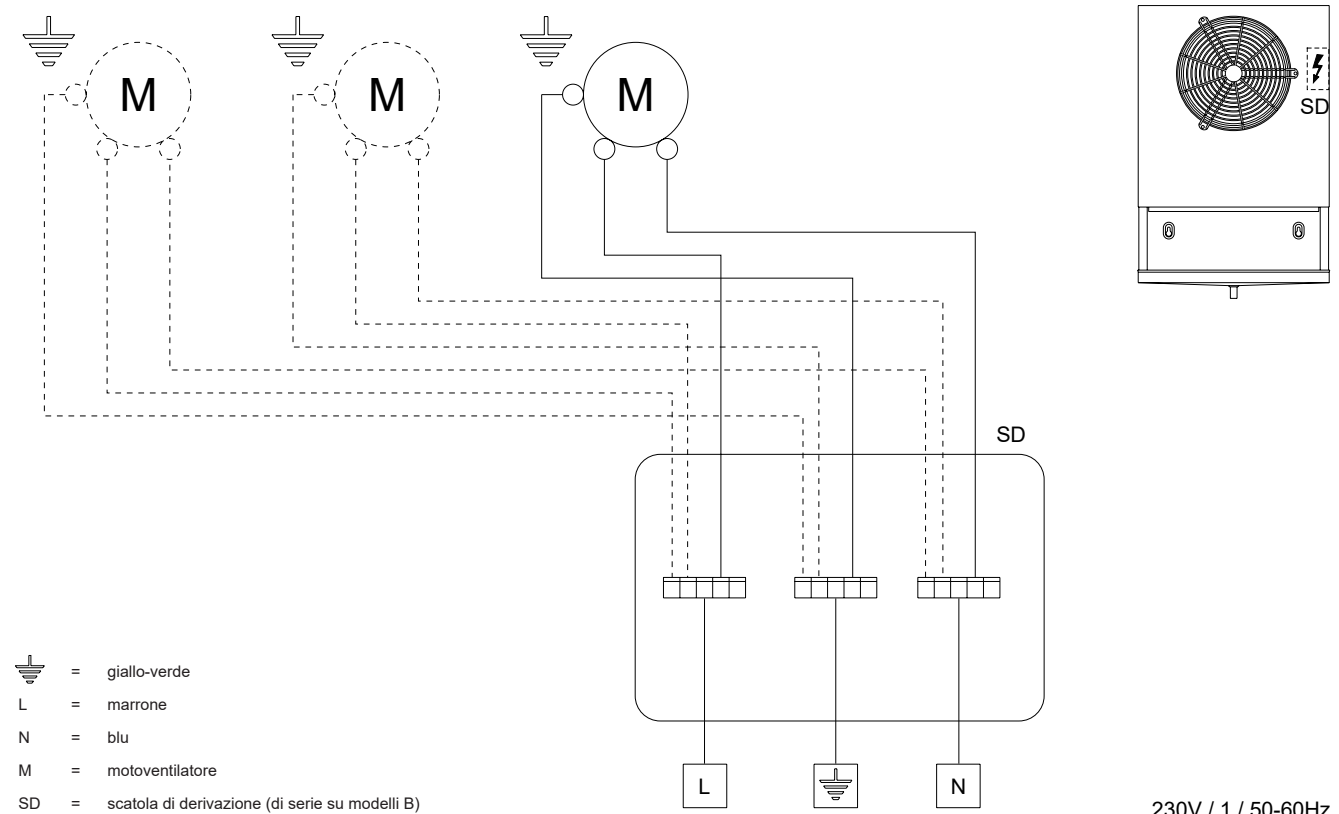 M M M
SD
SD
= giallo-verde
L = marrone
N = blu
M = motoventilatore
SD = scatola di derivazione (di serie su modelli B)
L N
230V / 1 / 50-60Hz